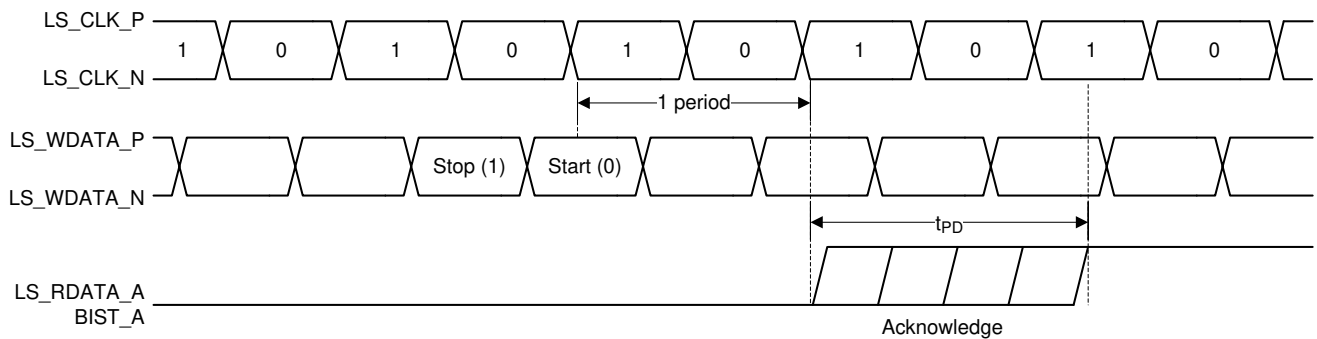 LS_CLK_P
1 0 1 0 1 0 1 0 1 0
LS_CLK_N
1 period
LS_WDATA_P
Stop (1) Start (0)
LS_WDATA_N
tPD
LS_RDATA_A
BIST_A
Acknowledge